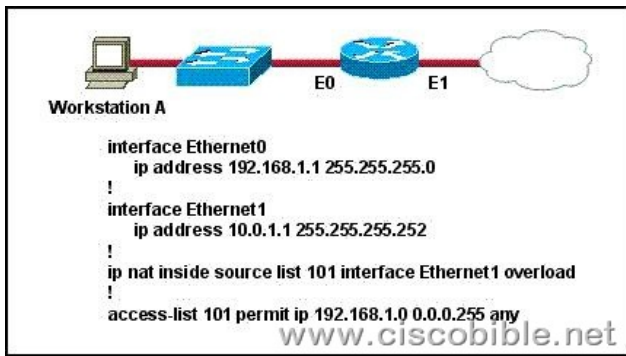 E0 E1
Workstation A
interface Ethernet0
ip address 192.168.1.1 255.255.255.0
!
interface Ethernet1
ip address 10.0.1.1 255.255.255.252
!
ip nat inside source list 101 interface Ethernet1 overload
!
access-list 101 permit ip 192.168.1.0 0.0.0.255 any
www.ciscobible.net